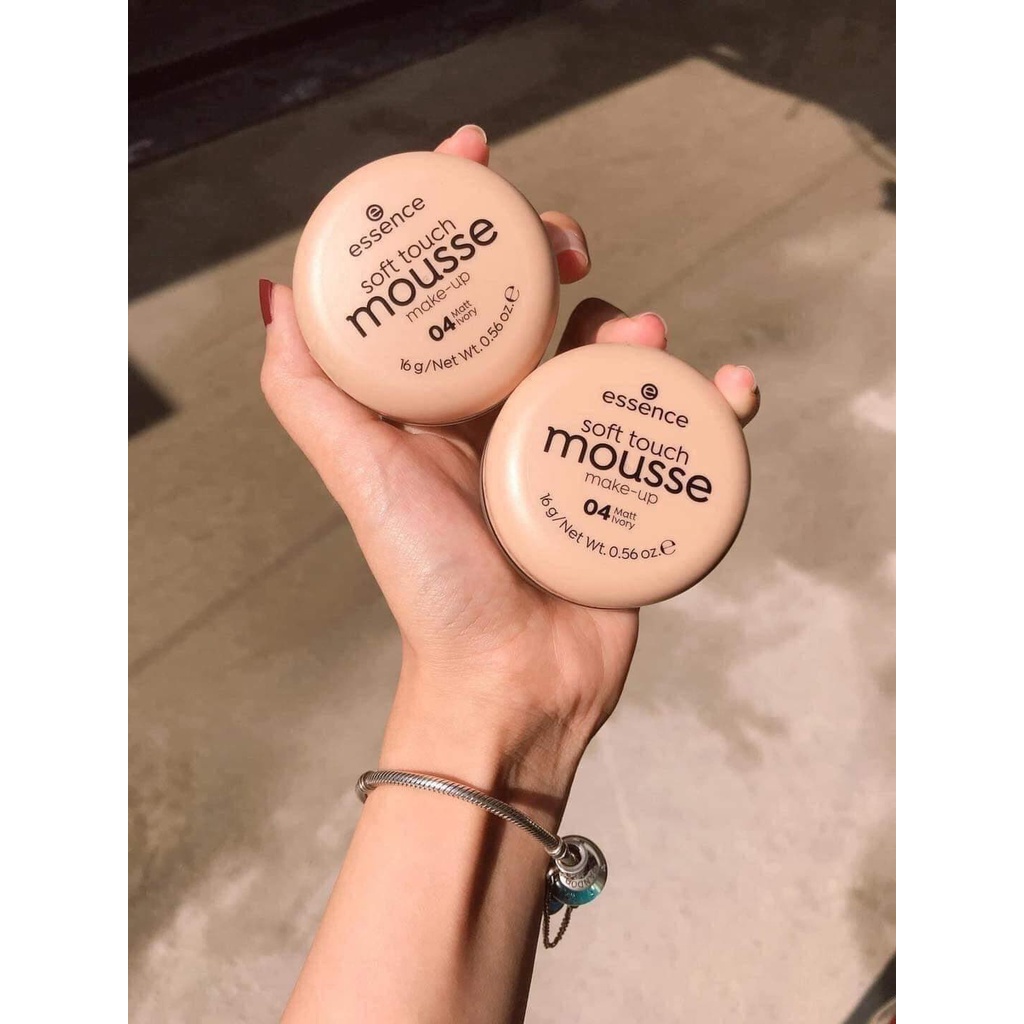 essence
soft touch
mousse
make-up
04 Matt
Ivory
16 g/Net Wt. 0.56 oz. ℮
essence
soft touch
mousse
make-up
04 Matt
Ivory
16 g/Net Wt. 0.56 oz. ℮